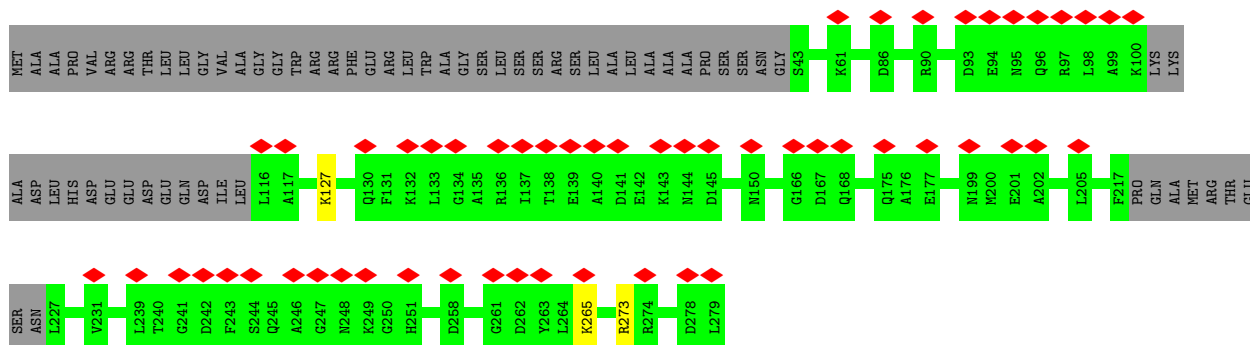 MET ALA ALA PRO VAL ARG ARG THR LEU LEU GLY VAL ALA GLY GLY TRP ARG ARG PHE GLU ARG LEU TRP ALA GLY SER LEU SER SER ARG SER LEU ALA LEU ALA ALA ALA PRO SER SER ASN GLY S43 K61 D86 R90 D93 E94 N95 Q96 R97 L98 A99 K100 LYS LYS
ALA ASP LEU HIS ASP GLU GLU ASP GLU GLN ASP ILE LEU L116 A117 K127 Q130 F131 K132 L133 G134 A135 R136 I137 T138 E139 A140 D141 E142 K143 N144 D145 N150 G166 D167 Q168 Q175 A176 E177 N199 M200 E201 A202 L205 F217 PRO GLN ALA MET ARG THR GLU
SER ASN L227 V231 L239 T240 G241 D242 F243 S244 Q245 A246 G247 N248 K249 G250 H251 D258 G261 D262 Y263 L264 K265 R273 R274 D278 L279